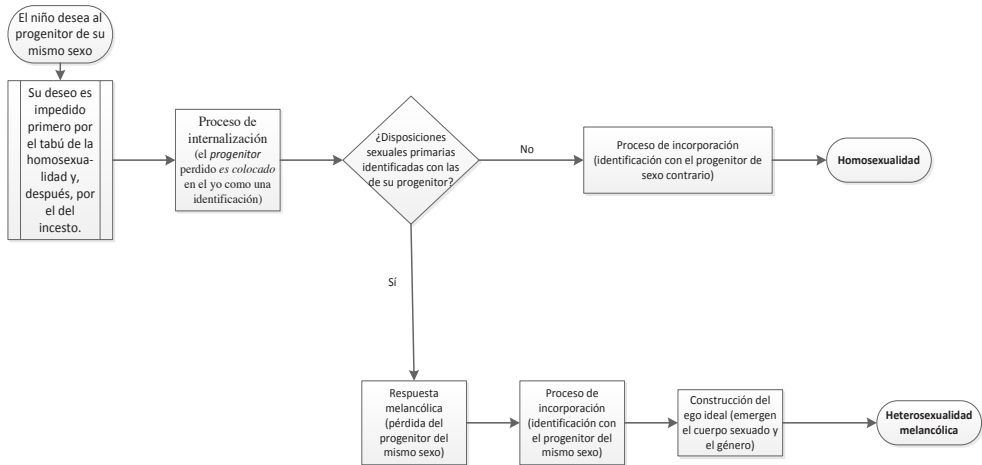 El niño desea al
progenitor de su
mismo sexo
Su deseo es
impedido
primero por
el tabú de la
homosexua-
lidad y,
después, por
el del
incesto.
Proceso de
internalización
(el progenitor
perdido es colocado
en el yo como una
identificación)
¿Disposiciones
sexuales primarias
identificadas con las
de su progenitor?
No
Proceso de incorporación
(identificación con el progenitor de
sexo contrario)
Homosexualidad
Sí
Respuesta
melancólica
(pérdida del
progenitor del
mismo sexo)
Proceso de
incorporación
(identificación con
el progenitor del
mismo sexo)
Construcción del
ego ideal (emergen
el cuerpo sexuado y
el género)
Heterosexualidad
melancólica